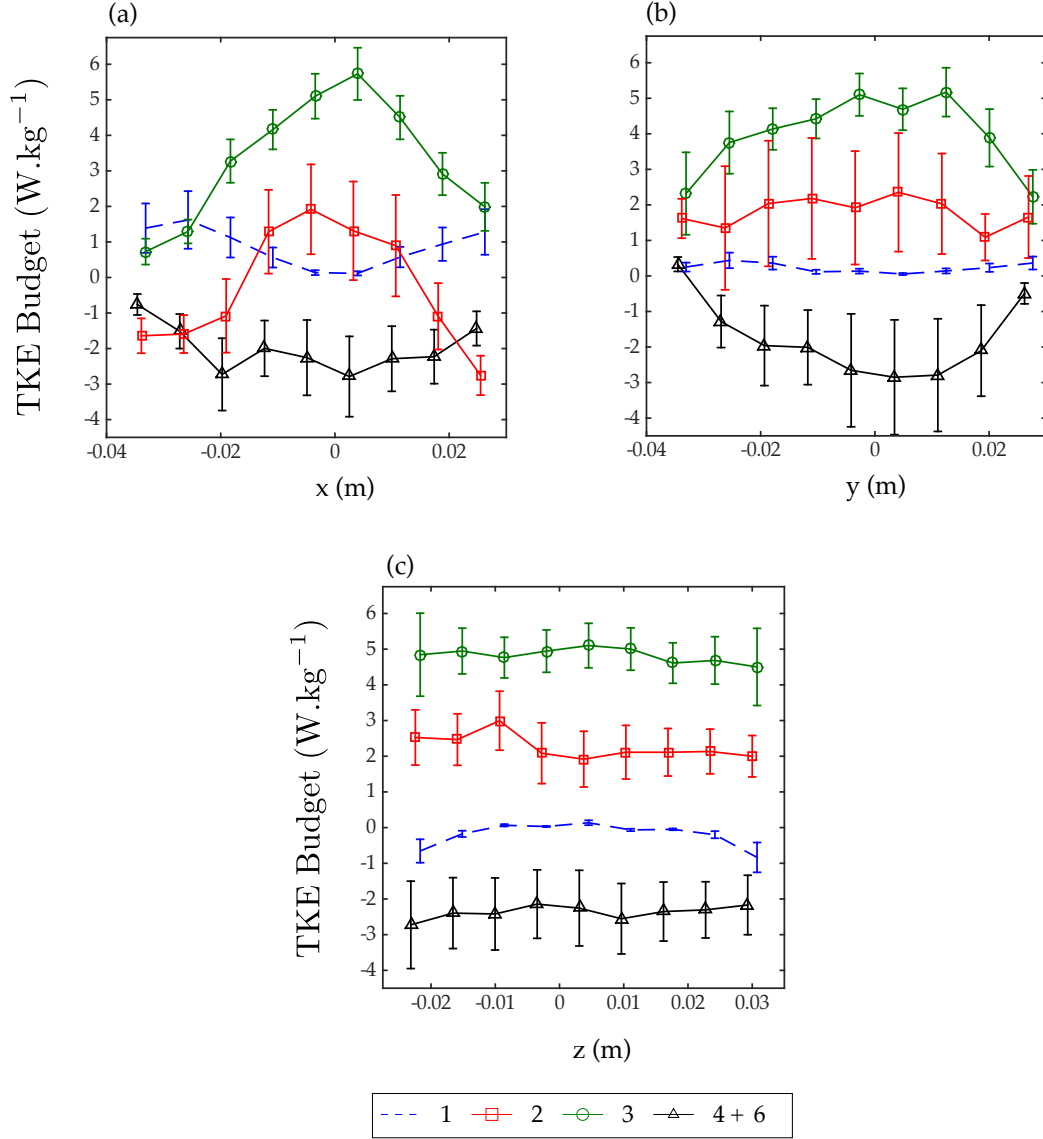 (a)
TKE Budget (W.kg−1)
6
5
4
3
2
1
0
-1
-2
-3
-4
-0.04 -0.02 0 0.02
x (m)
(b)
6
5
4
3
2
1
0
-1
-2
-3
-4
-0.04 -0.02 0 0.02
y (m)
(c)
TKE Budget (W.kg−1)
6
5
4
3
2
1
0
-1
-2
-3
-4
-0.02 -0.01 0 0.01 0.02 0.03
z (m)
1 2 3 4 + 6